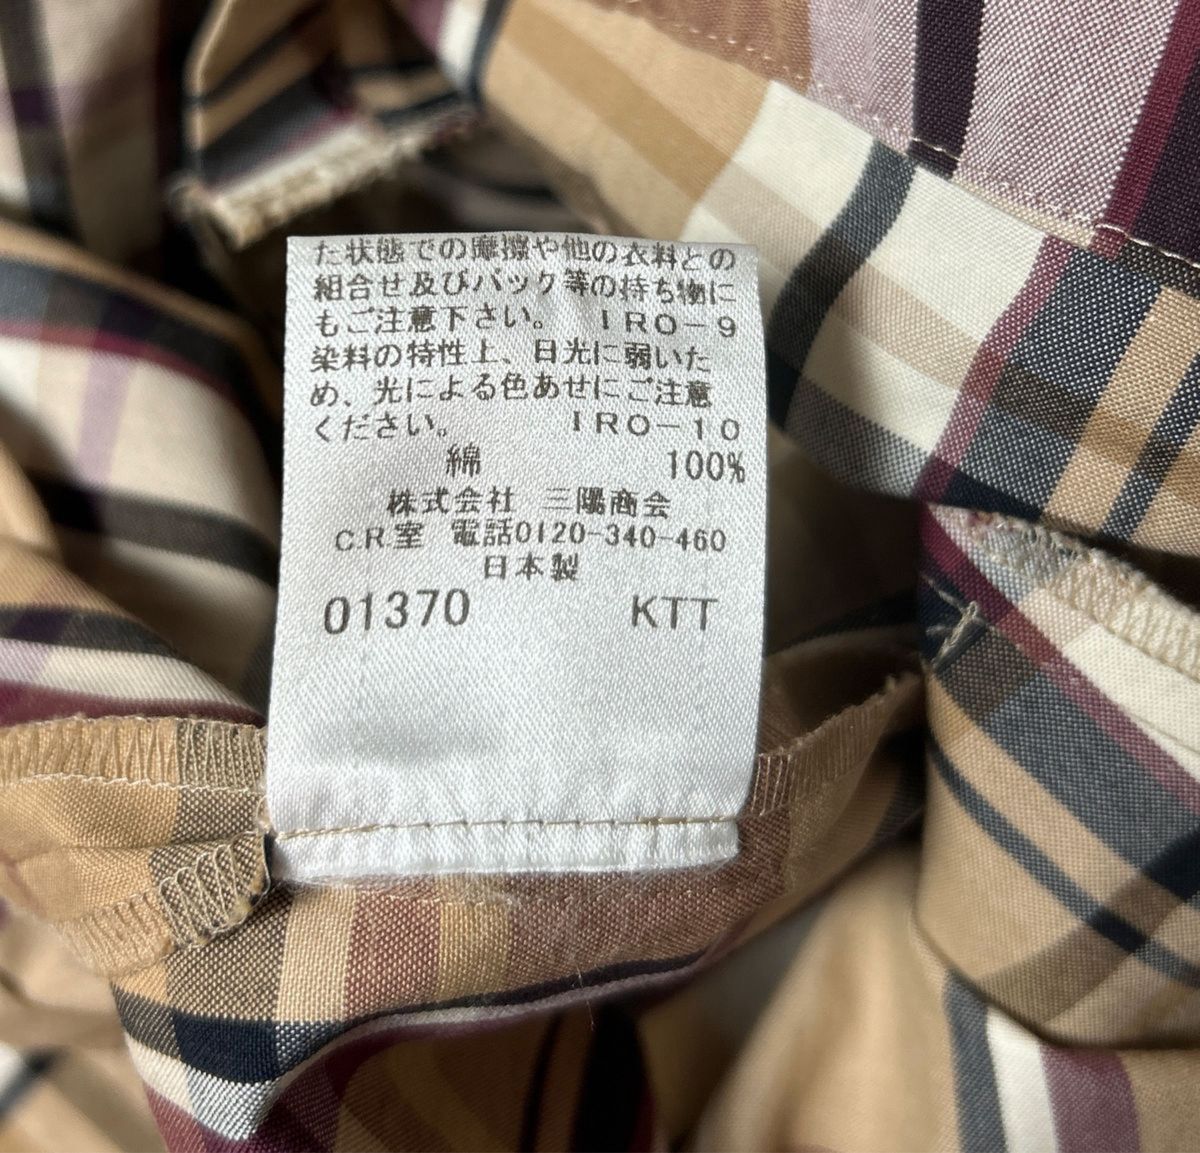 た状態での摩擦や他の衣料との
組合せ及びバック等の持ち物に
もご注意下さい。 IRO-9
染料の特性上、日光に弱いた
め、光による色あせにご注意
ください。 IRO-10
綿 100%
株式会社 三陽商会
C.R.室 電話0120-340-460
日本製
01370 KTT